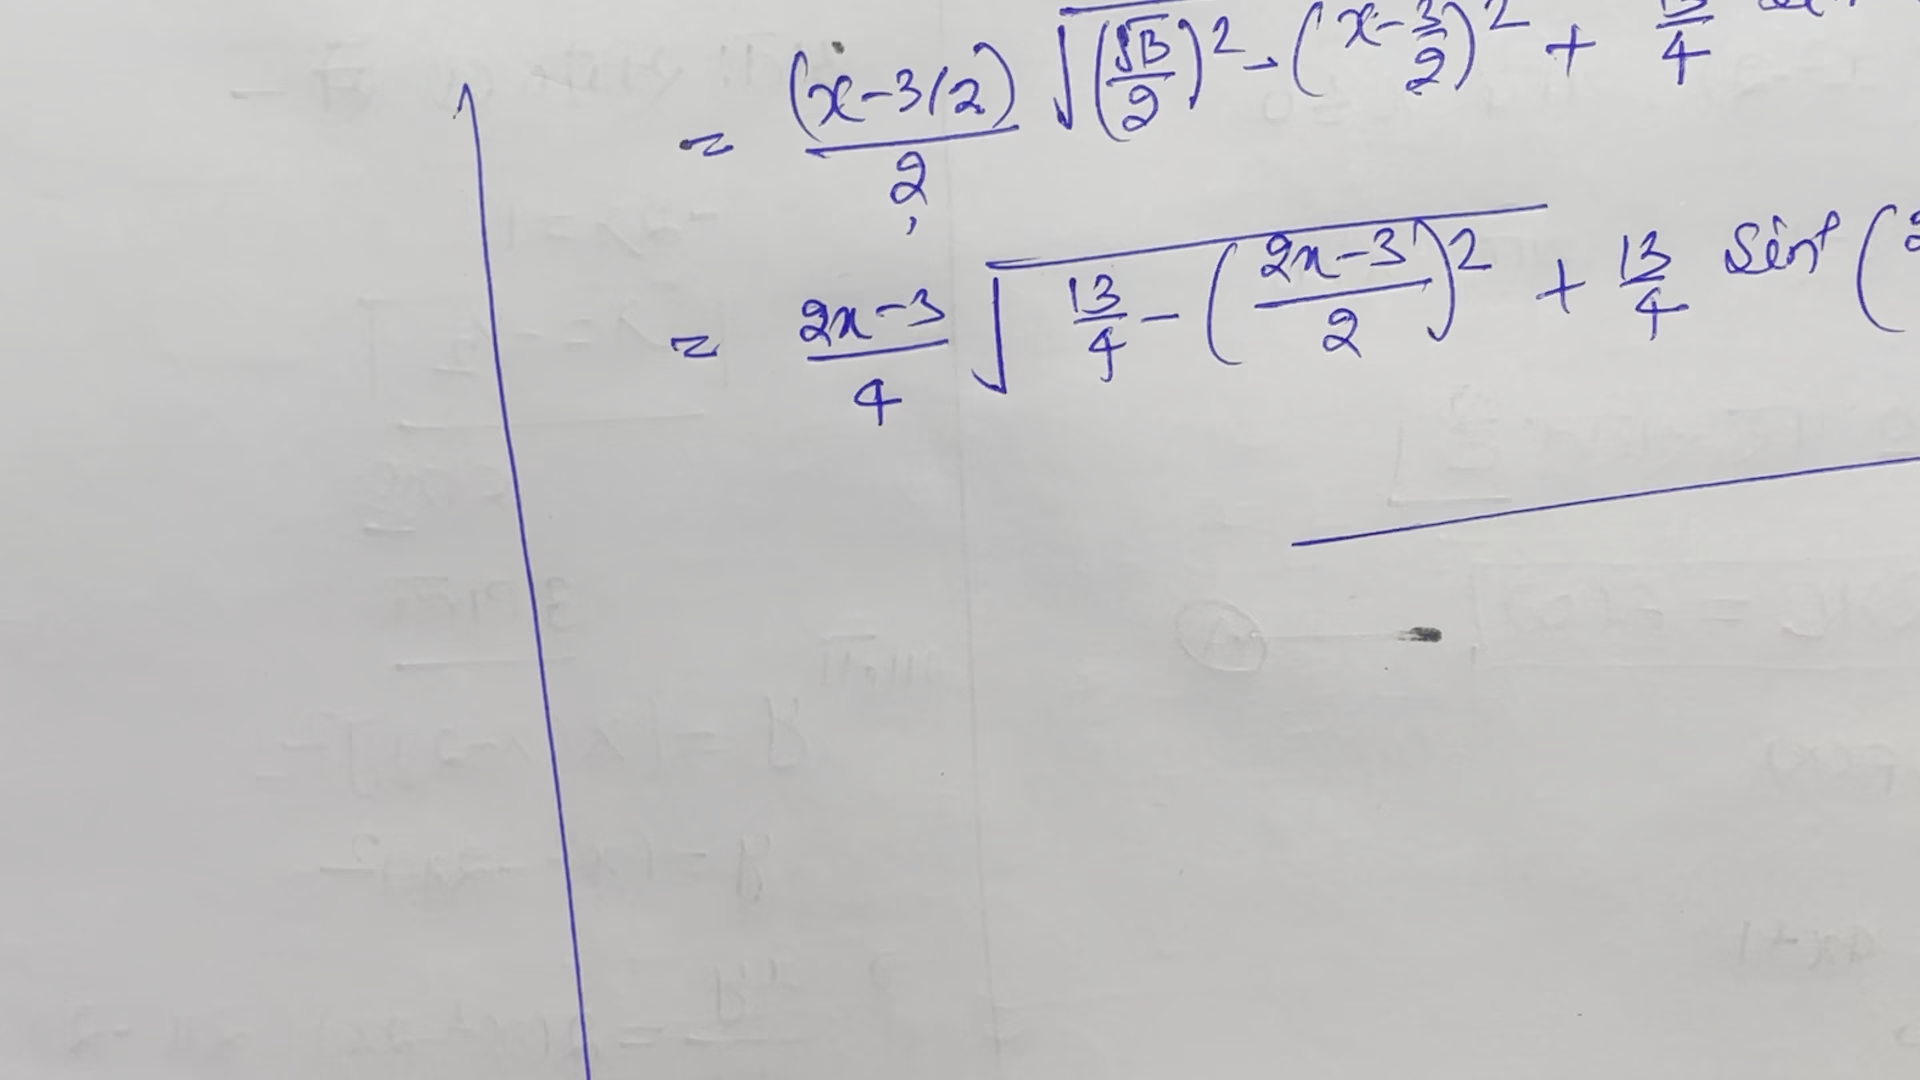 = (x-3/2)/2 √((√13/2)² - (x-3/2)²) + 13/4
= 2x-3/4 √(13/4 - (2x-3/2)²) + 13/4 Sin⁻¹ (